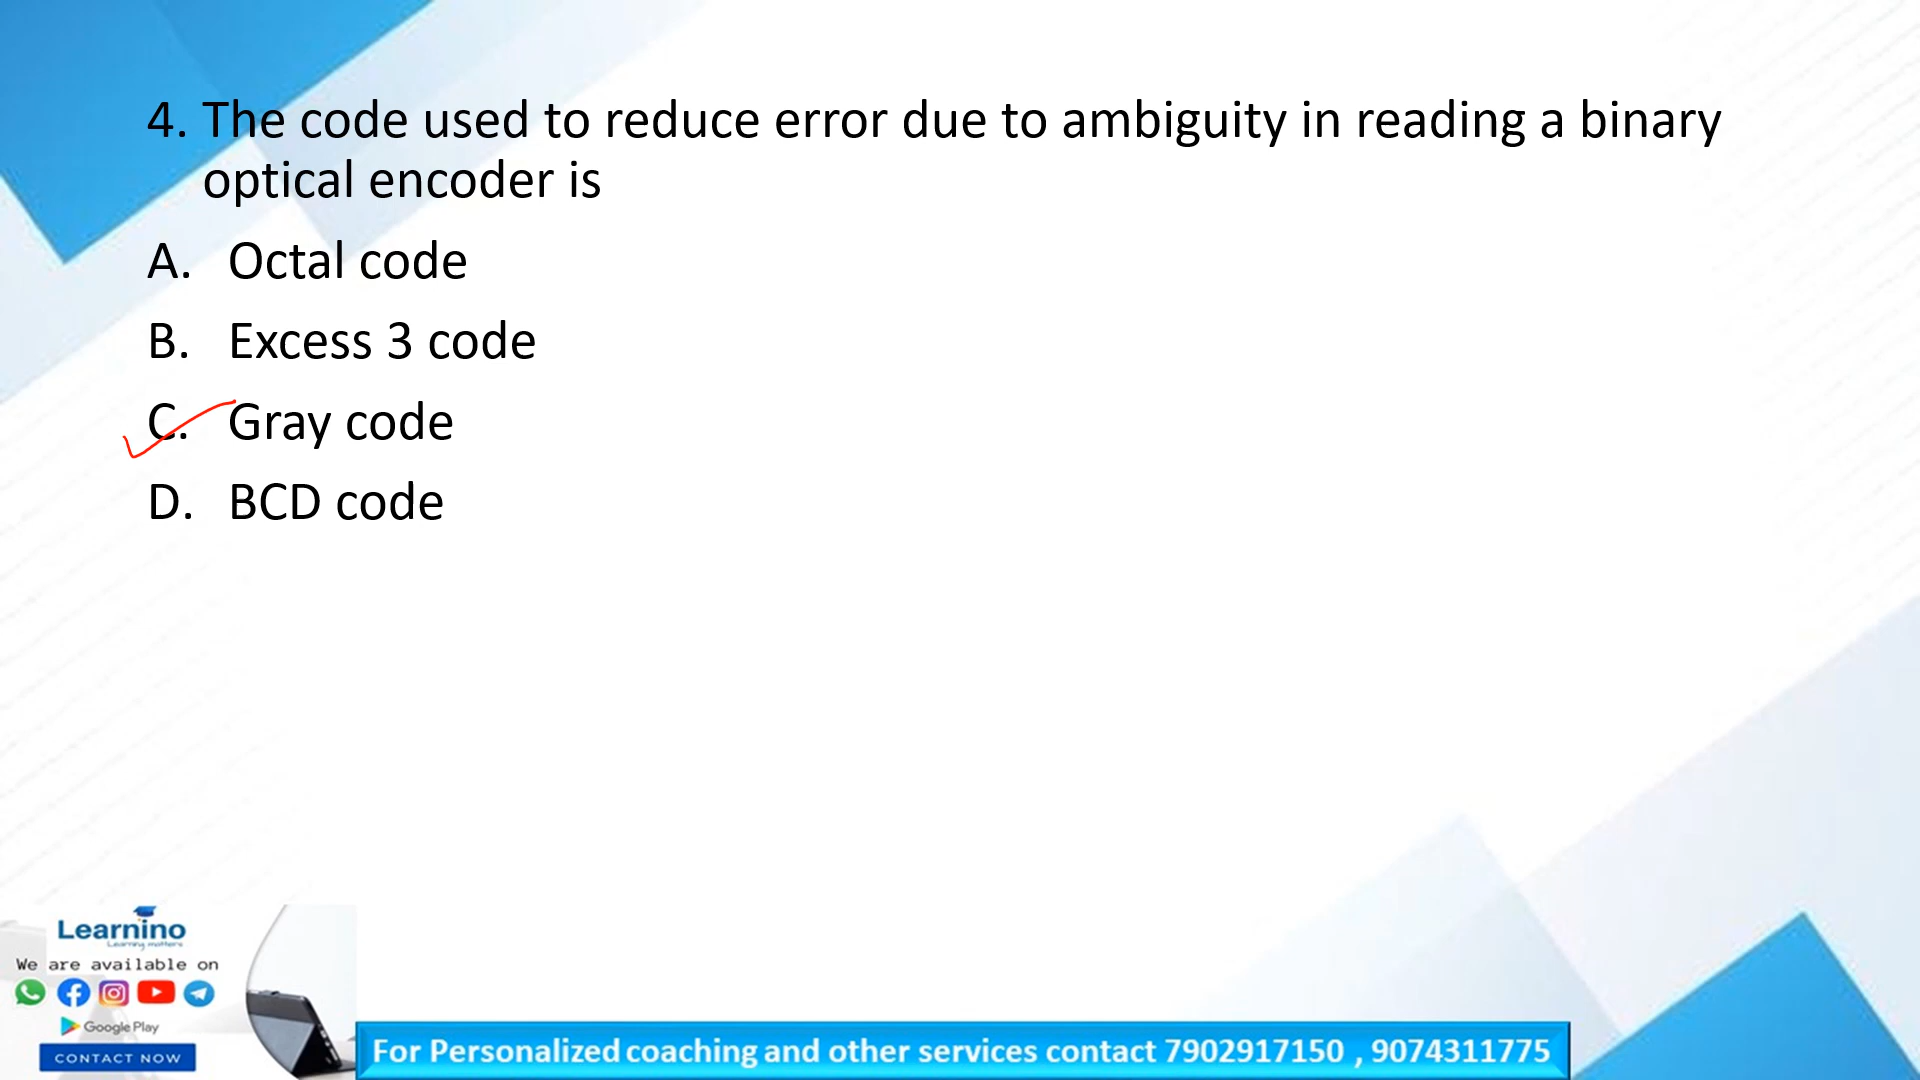 4. The code used to reduce error due to ambiguity in reading a binary
optical encoder is
A. Octal code
B. Excess 3 code
C. Gray code
D. BCD code
Learnino
Learning matters
We are available on
Google Play
CONTACT NOW
For Personalized coaching and other services contact 7902917150 , 9074311775